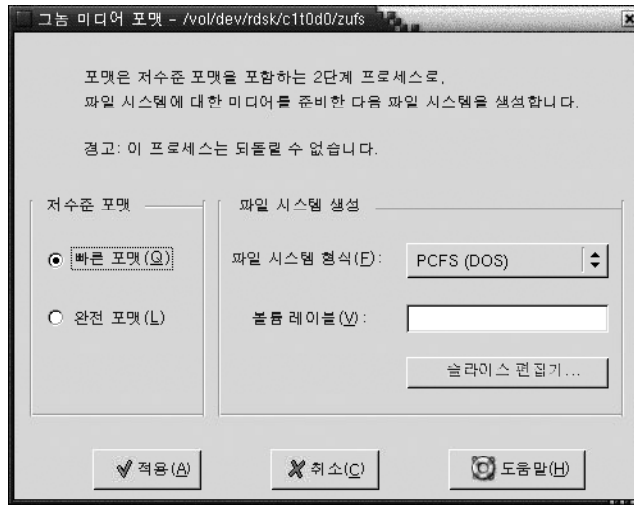 그놈 미디어 포맷 - /vol/dev/rdsk/c1t0d0/zufs
포맷은 저수준 포맷을 포함하는 2단계 프로세스로,
파일 시스템에 대한 미디어를 준비한 다음 파일 시스템을 생성합니다.
경고: 이 프로세스는 되돌릴 수 없습니다.
저수준 포맷
빠른 포맷(Q)
완전 포맷(L)
파일 시스템 생성
파일 시스템 형식(F):
PCFS (DOS)
볼륨 레이블(V):
슬라이스 편집기...
적용(A)
취소(C)
도움말(H)